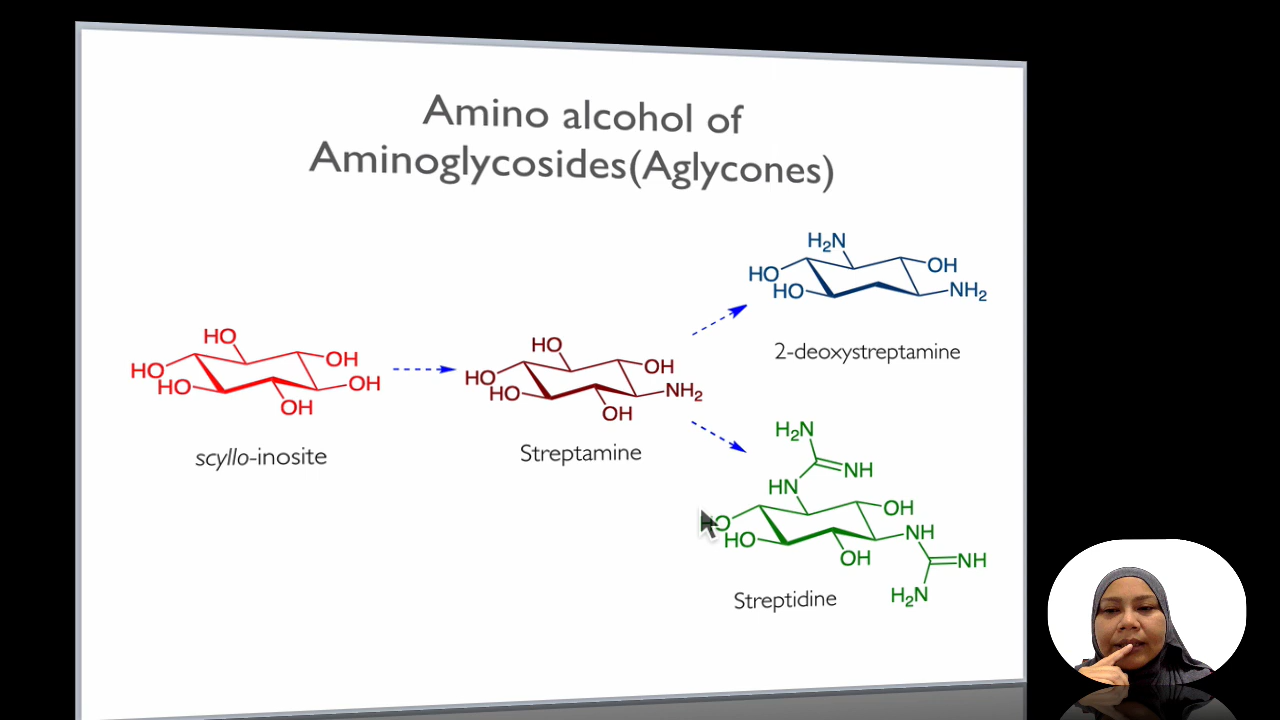 Amino alcohol of
Aminoglycosides(Aglycones)
H₂N
HO
OH
HO
NH₂
2-deoxystreptamine
HO
HO
OH
HO
OH
OH
scyllo-inosite
HO
HO
OH
HO
NH₂
OH
Streptamine
H₂N
NH
HN
HO
OH
HO
NH
OH
NH
H₂N
Streptidine